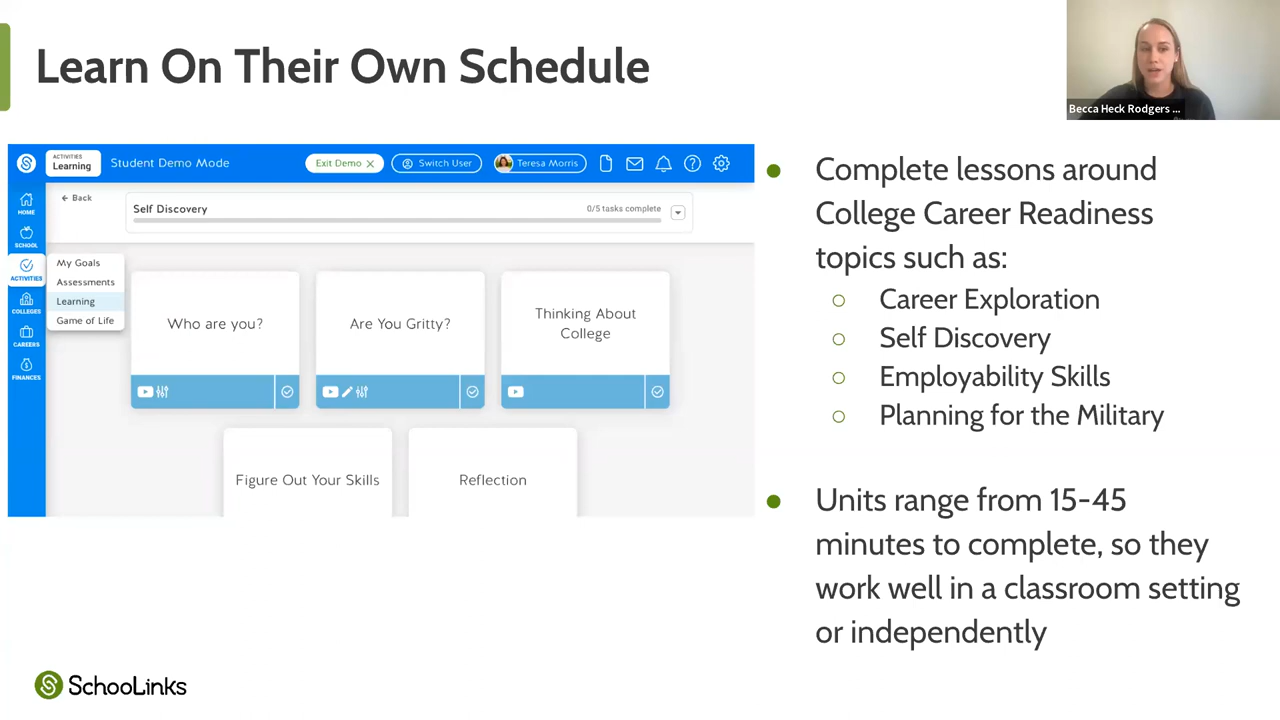 Learn On Their Own Schedule
Becca Heck Rodgers ...
ACTIVITIES
Learning
Student Demo Mode
Exit Demo
Switch User
Teresa Morris
HOME
SCHOOL
ACTIVITIES
COLLEGES
CAREERS
FINANCES
Back
Self Discovery
0/5 tasks complete
My Goals
Assessments
Learning
Game of Life
Who are you?
Are You Gritty?
Thinking About
College
Figure Out Your Skills
Reflection
Complete lessons around
College Career Readiness
topics such as:
Career Exploration
Self Discovery
Employability Skills
Planning for the Military
Units range from 15-45
minutes to complete, so they
work well in a classroom setting
or independently
SchooLinks